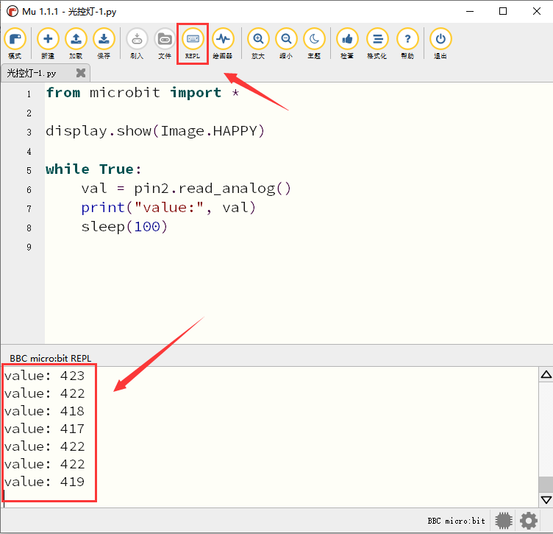 Mu 1.1.1 - 光控灯-1.py
模式 新建 加载 保存 刷入 文件 REPL 绘图器 放大 缩小 主题 检查 格式化 帮助 退出
光控灯-1.py
1 from microbit import *
2
3 display.show(Image.HAPPY)
4
5 while True:
6 val = pin2.read_analog()
7 print("value:", val)
8 sleep(100)
9
BBC micro:bit REPL
value: 423
value: 422
value: 418
value: 417
value: 422
value: 422
value: 419
BBC micro:bit